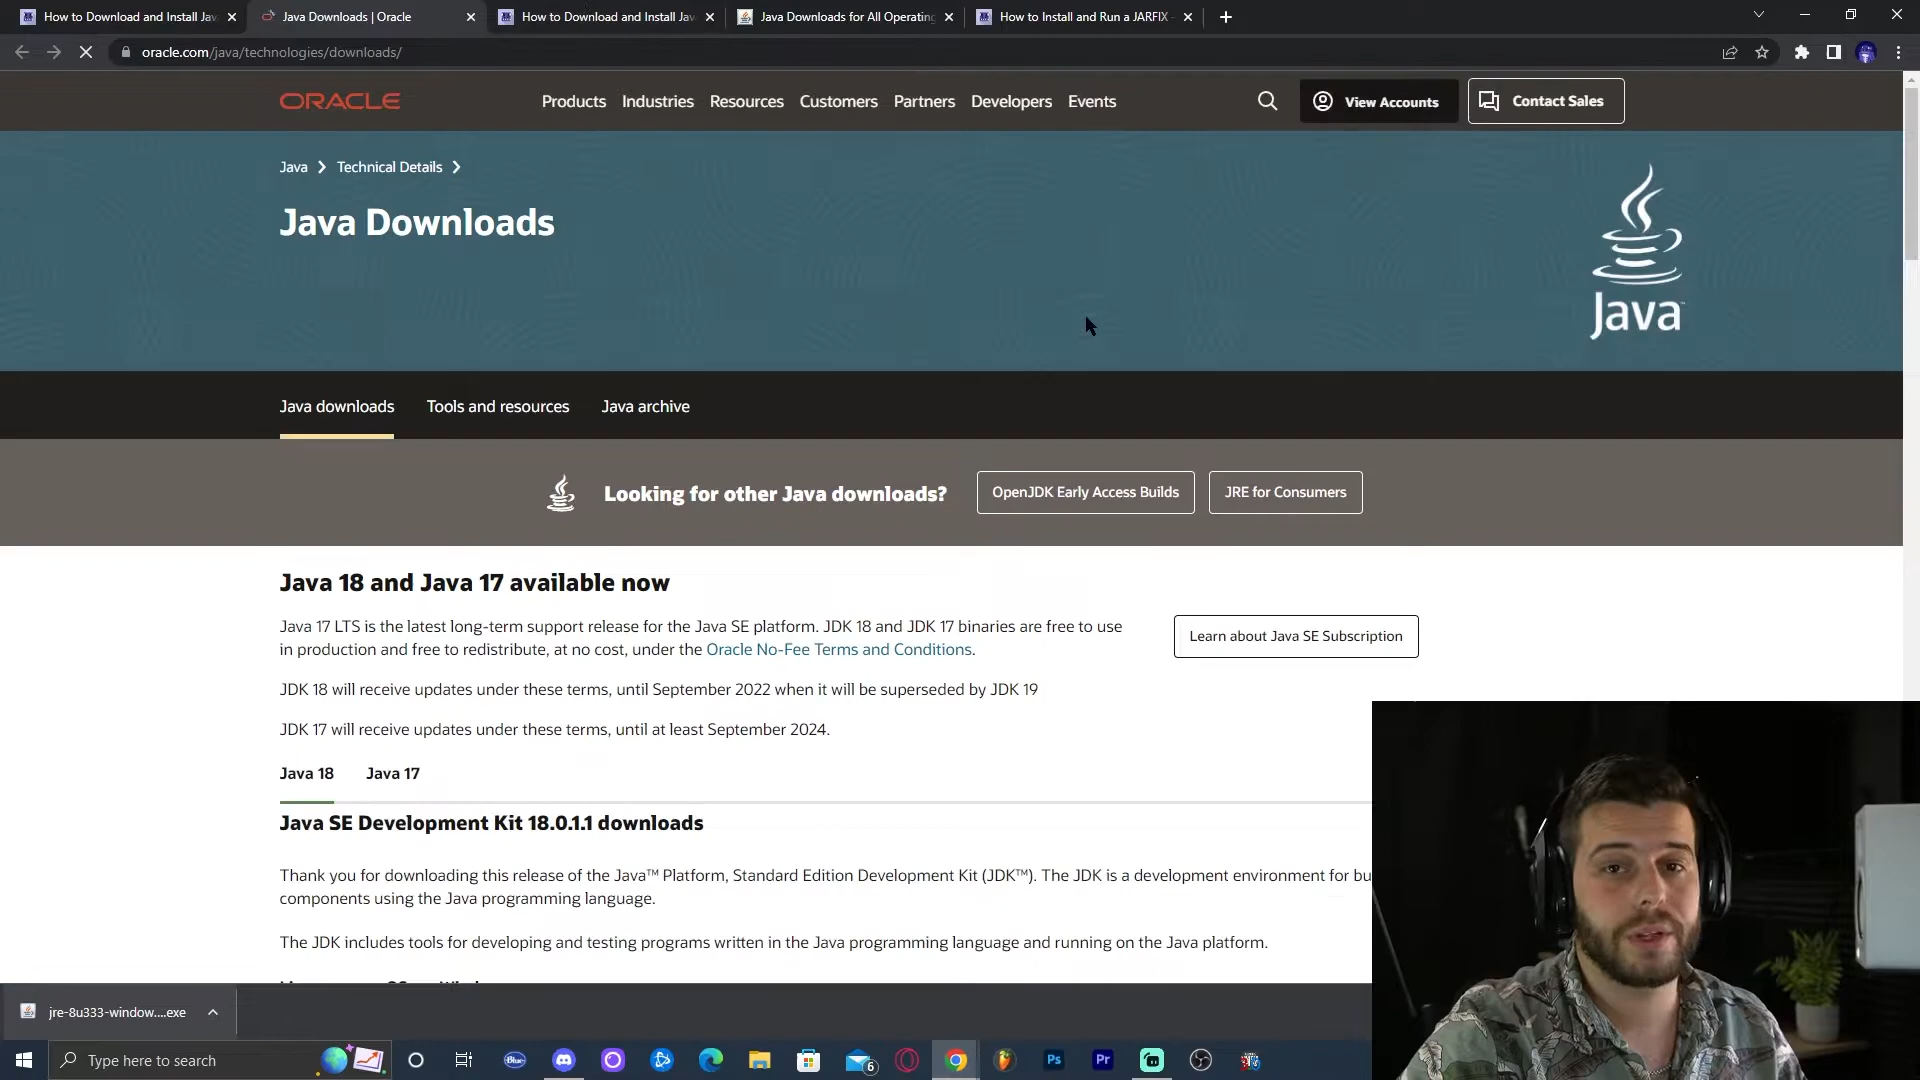 How to Download and Install Jav
Java Downloads | Oracle
How to Download and Install Jav
Java Downloads for All Operating
How to Install and Run a JARFIX
oracle.com/java/technologies/downloads/
ORACLE
Products Industries Resources Customers Partners Developers Events
View Accounts
Contact Sales
Java Technical Details
Java Downloads
Java
Java downloads Tools and resources Java archive
Looking for other Java downloads?
OpenJDK Early Access Builds
JRE for Consumers
Java 18 and Java 17 available now
Java 17 LTS is the latest long-term support release for the Java SE platform. JDK 18 and JDK 17 binaries are free to use
in production and free to redistribute, at no cost, under the Oracle No-Fee Terms and Conditions.
Learn about Java SE Subscription
JDK 18 will receive updates under these terms, until September 2022 when it will be superseded by JDK 19
JDK 17 will receive updates under these terms, until at least September 2024.
Java 18 Java 17
Java SE Development Kit 18.0.1.1 downloads
Thank you for downloading this release of the Java™ Platform, Standard Edition Development Kit (JDK™). The JDK is a development environment for bu
components using the Java programming language.
The JDK includes tools for developing and testing programs written in the Java programming language and running on the Java platform.
jre-8u333-window....exe
Type here to search
Blue
6
Ps
Pr